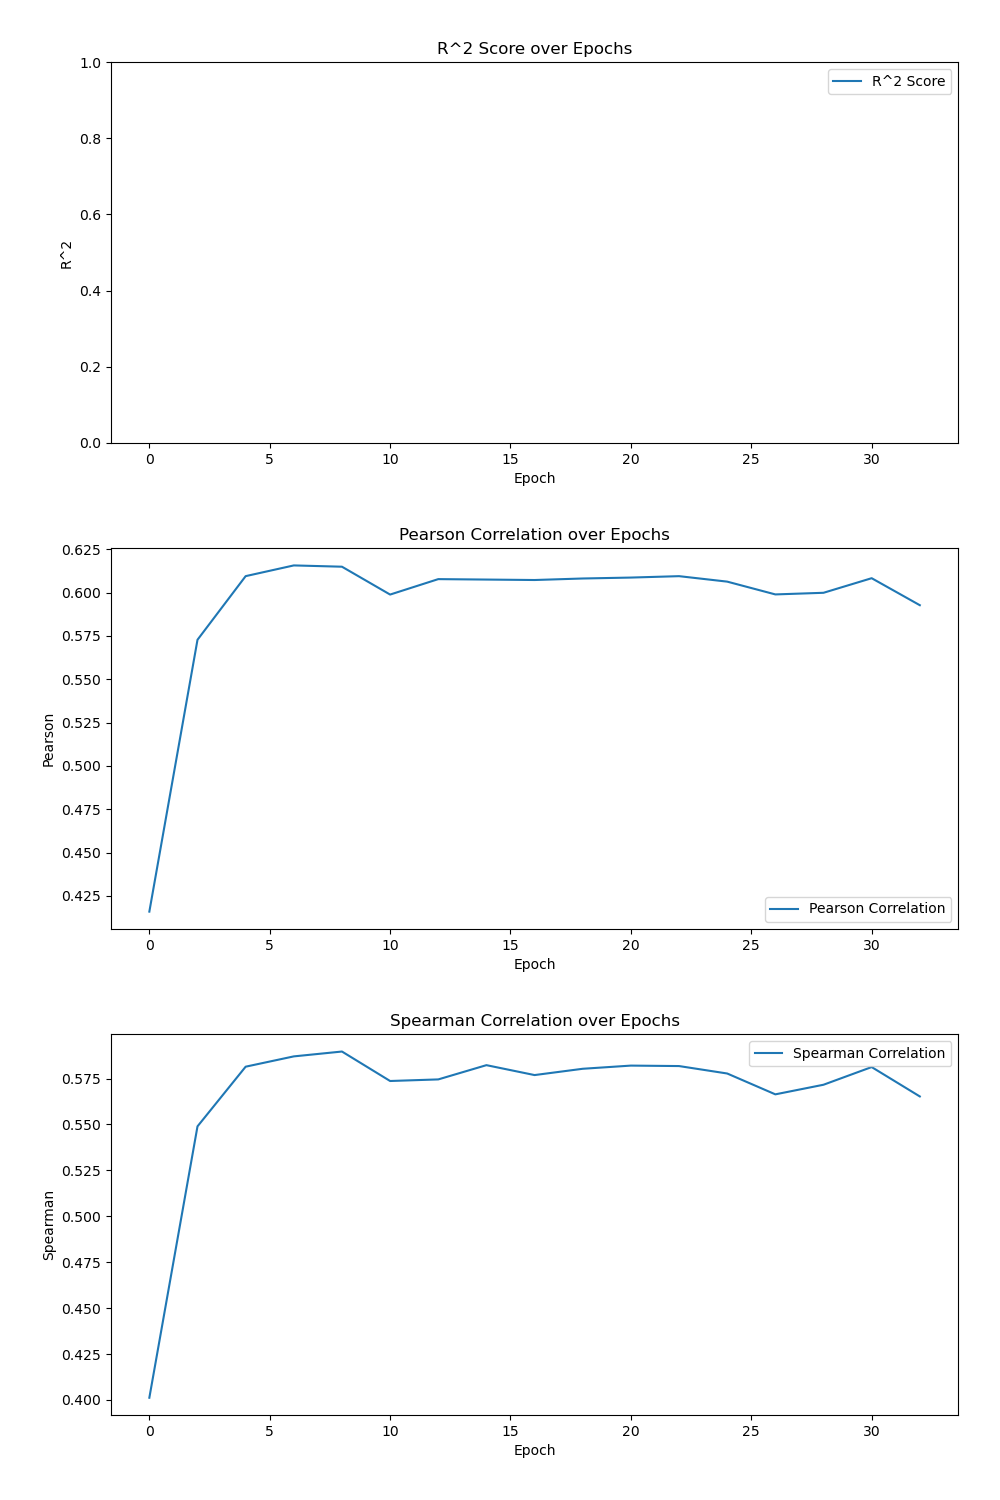 R^2 Score over Epochs
R^2 Score
1.0
0.8
0.6
0.4
0.2
0.0
R^2
0 5 10 15 20 25 30
Epoch
Pearson Correlation over Epochs
0.625
0.600
0.575
0.550
0.525
0.500
0.475
0.450
0.425
Pearson
Pearson Correlation
0 5 10 15 20 25 30
Epoch
Spearman Correlation over Epochs
Spearman Correlation
0.575
0.550
0.525
0.500
0.475
0.450
0.425
0.400
Spearman
0 5 10 15 20 25 30
Epoch